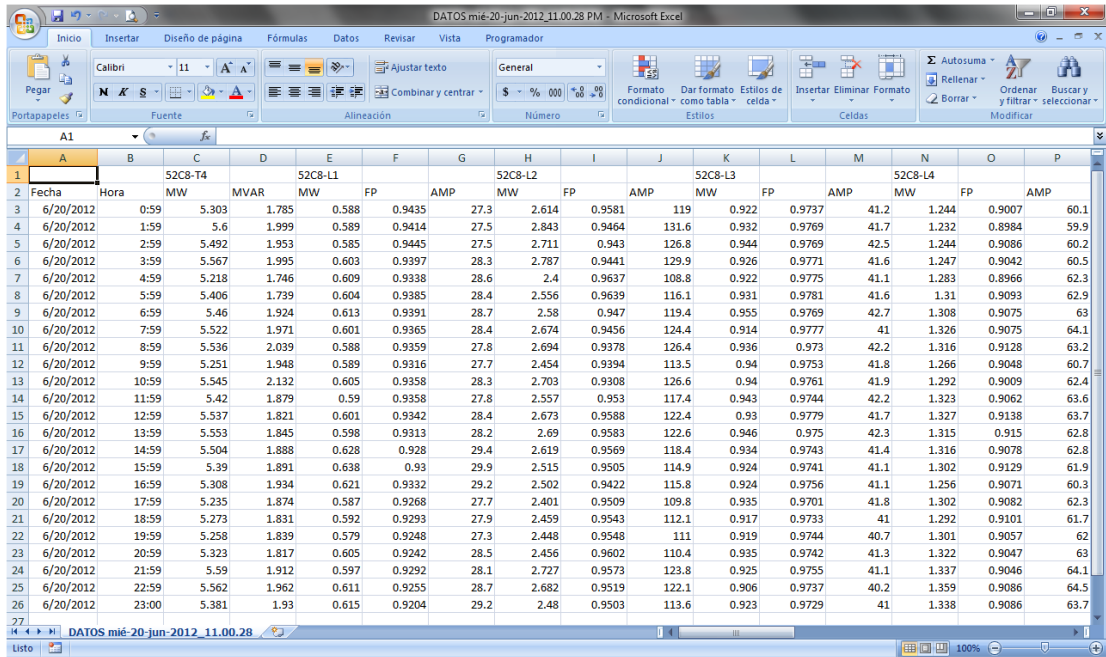 DATOS mié-20-jun-2012_11.00.28 PM - Microsoft Excel
Inicio Insertar Diseño de página Fórmulas Datos Revisar Vista Programador
Pegar
Portapapeles
Calibri 11
N K S
Fuente
Ajustar texto
Combinar y centrar
Alineación
General
$ % 000
Número
Formato condicional Dar formato como tabla Estilos de celda
Estilos
Insertar Eliminar Formato
Celdas
Σ Autosuma
Rellenar
Borrar
Ordenar y filtrar Buscar y seleccionar
Modificar
A1 fx
A B C D E F G H I J K L M N O P
1 52C8-T4 52C8-L1 52C8-L2 52C8-L3 52C8-L4
2 Fecha Hora MW MVAR MW FP AMP MW FP AMP MW FP AMP MW FP AMP
3 6/20/2012 0:59 5.303 1.785 0.588 0.9435 27.3 2.614 0.9581 119 0.922 0.9737 41.2 1.244 0.9007 60.1
4 6/20/2012 1:59 5.6 1.999 0.589 0.9414 27.5 2.843 0.9464 131.6 0.932 0.9769 41.7 1.232 0.8984 59.9
5 6/20/2012 2:59 5.492 1.953 0.585 0.9445 27.5 2.711 0.943 126.8 0.944 0.9769 42.5 1.244 0.9086 60.2
6 6/20/2012 3:59 5.567 1.995 0.603 0.9397 28.3 2.787 0.9441 129.9 0.926 0.9771 41.6 1.247 0.9042 60.5
7 6/20/2012 4:59 5.218 1.746 0.609 0.9338 28.6 2.4 0.9637 108.8 0.922 0.9775 41.1 1.283 0.8966 62.3
8 6/20/2012 5:59 5.406 1.739 0.604 0.9385 28.4 2.556 0.9639 116.1 0.931 0.9781 41.6 1.31 0.9093 62.9
9 6/20/2012 6:59 5.46 1.924 0.613 0.9391 28.7 2.58 0.947 119.4 0.955 0.9769 42.7 1.308 0.9075 63
10 6/20/2012 7:59 5.522 1.971 0.601 0.9365 28.4 2.674 0.9456 124.4 0.914 0.9777 41 1.326 0.9075 64.1
11 6/20/2012 8:59 5.536 2.039 0.588 0.9359 27.8 2.694 0.9378 126.4 0.936 0.973 42.2 1.316 0.9128 63.2
12 6/20/2012 9:59 5.251 1.948 0.589 0.9316 27.7 2.454 0.9394 113.5 0.94 0.9753 41.8 1.266 0.9048 60.7
13 6/20/2012 10:59 5.545 2.132 0.605 0.9358 28.3 2.703 0.9308 126.6 0.94 0.9761 41.9 1.292 0.9009 62.4
14 6/20/2012 11:59 5.42 1.879 0.59 0.9358 27.8 2.557 0.953 117.4 0.943 0.9744 42.2 1.323 0.9062 63.6
15 6/20/2012 12:59 5.537 1.821 0.601 0.9342 28.4 2.673 0.9588 122.4 0.93 0.9779 41.7 1.327 0.9138 63.7
16 6/20/2012 13:59 5.553 1.845 0.598 0.9313 28.2 2.69 0.9583 122.6 0.946 0.975 42.3 1.315 0.915 62.8
17 6/20/2012 14:59 5.504 1.888 0.628 0.928 29.4 2.619 0.9569 118.4 0.934 0.9743 41.4 1.316 0.9078 62.8
18 6/20/2012 15:59 5.39 1.891 0.638 0.93 29.9 2.515 0.9505 114.9 0.924 0.9741 41.1 1.302 0.9129 61.9
19 6/20/2012 16:59 5.308 1.934 0.621 0.9332 29.2 2.502 0.9422 115.8 0.924 0.9756 41.1 1.256 0.9071 60.3
20 6/20/2012 17:59 5.235 1.874 0.587 0.9268 27.7 2.401 0.9509 109.8 0.935 0.9701 41.8 1.302 0.9082 62.3
21 6/20/2012 18:59 5.273 1.831 0.592 0.9293 27.9 2.459 0.9543 112.1 0.917 0.9733 41 1.292 0.9101 61.7
22 6/20/2012 19:59 5.258 1.839 0.579 0.9248 27.3 2.448 0.9548 111 0.919 0.9744 40.7 1.301 0.9057 62
23 6/20/2012 20:59 5.323 1.817 0.605 0.9242 28.5 2.456 0.9602 110.4 0.935 0.9742 41.3 1.322 0.9047 63
24 6/20/2012 21:59 5.59 1.912 0.597 0.9292 28.1 2.727 0.9573 123.8 0.925 0.9755 41.1 1.337 0.9046 64.1
25 6/20/2012 22:59 5.562 1.962 0.611 0.9255 28.7 2.682 0.9519 122.1 0.906 0.9737 40.2 1.359 0.9086 64.5
26 6/20/2012 23:00 5.381 1.93 0.615 0.9204 29.2 2.48 0.9503 113.6 0.923 0.9729 41 1.338 0.9086 63.7
27
DATOS mié-20-jun-2012_11.00.28
Listo 100%